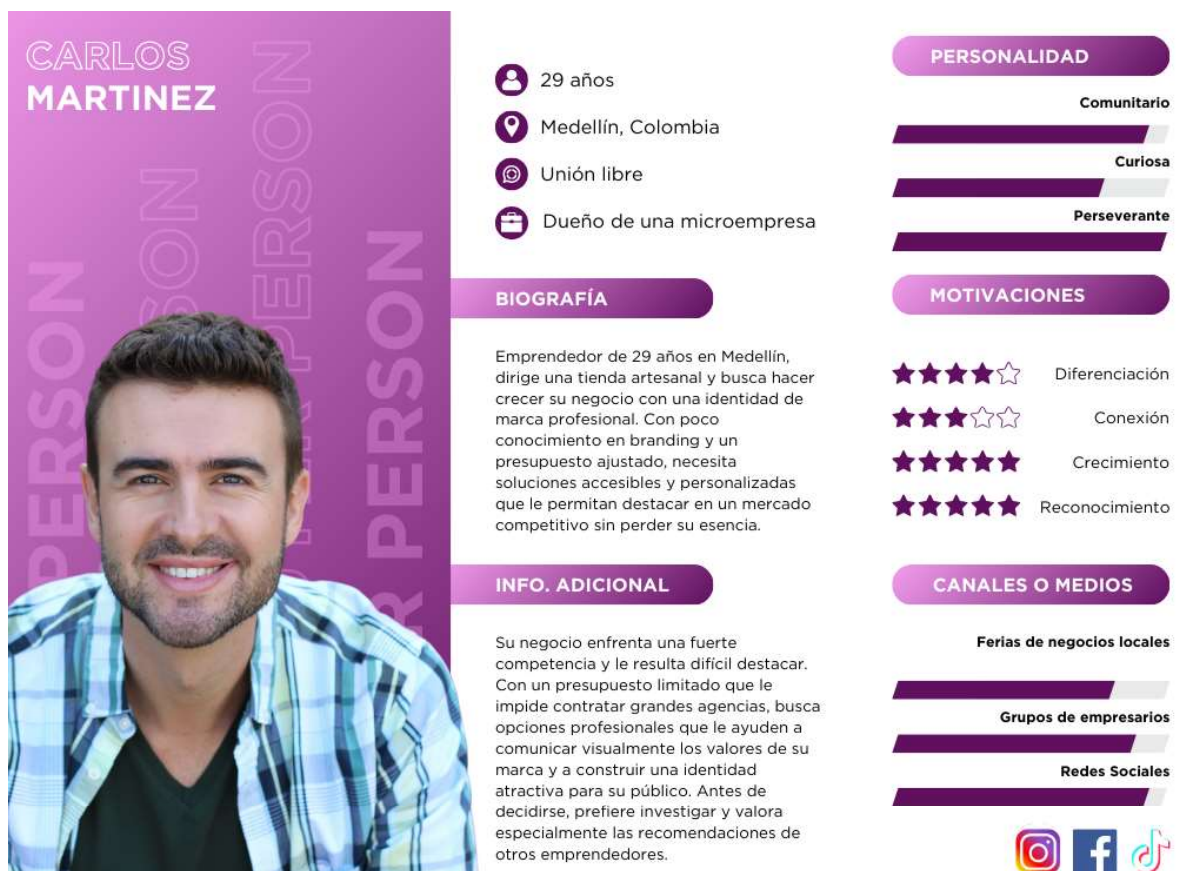 CARLOS
MARTINEZ
PERSON
SON
PER PERSON
R PERSON
29 años
Medellín, Colombia
Unión libre
Dueño de una microempresa
BIOGRAFÍA
Emprendedor de 29 años en Medellín,
dirige una tienda artesanal y busca hacer
crecer su negocio con una identidad de
marca profesional. Con poco
conocimiento en branding y un
presupuesto ajustado, necesita
soluciones accesibles y personalizadas
que le permitan destacar en un mercado
competitivo sin perder su esencia.
INFO. ADICIONAL
Su negocio enfrenta una fuerte
competencia y le resulta difícil destacar.
Con un presupuesto limitado que le
impide contratar grandes agencias, busca
opciones profesionales que le ayuden a
comunicar visualmente los valores de su
marca y a construir una identidad
atractiva para su público. Antes de
decidirse, prefiere investigar y valora
especialmente las recomendaciones de
otros emprendedores.
PERSONALIDAD
Comunitario
Curiosa
Perseverante
MOTIVACIONES
Diferenciación
Conexión
Crecimiento
Reconocimiento
CANALES O MEDIOS
Ferias de negocios locales
Grupos de empresarios
Redes Sociales